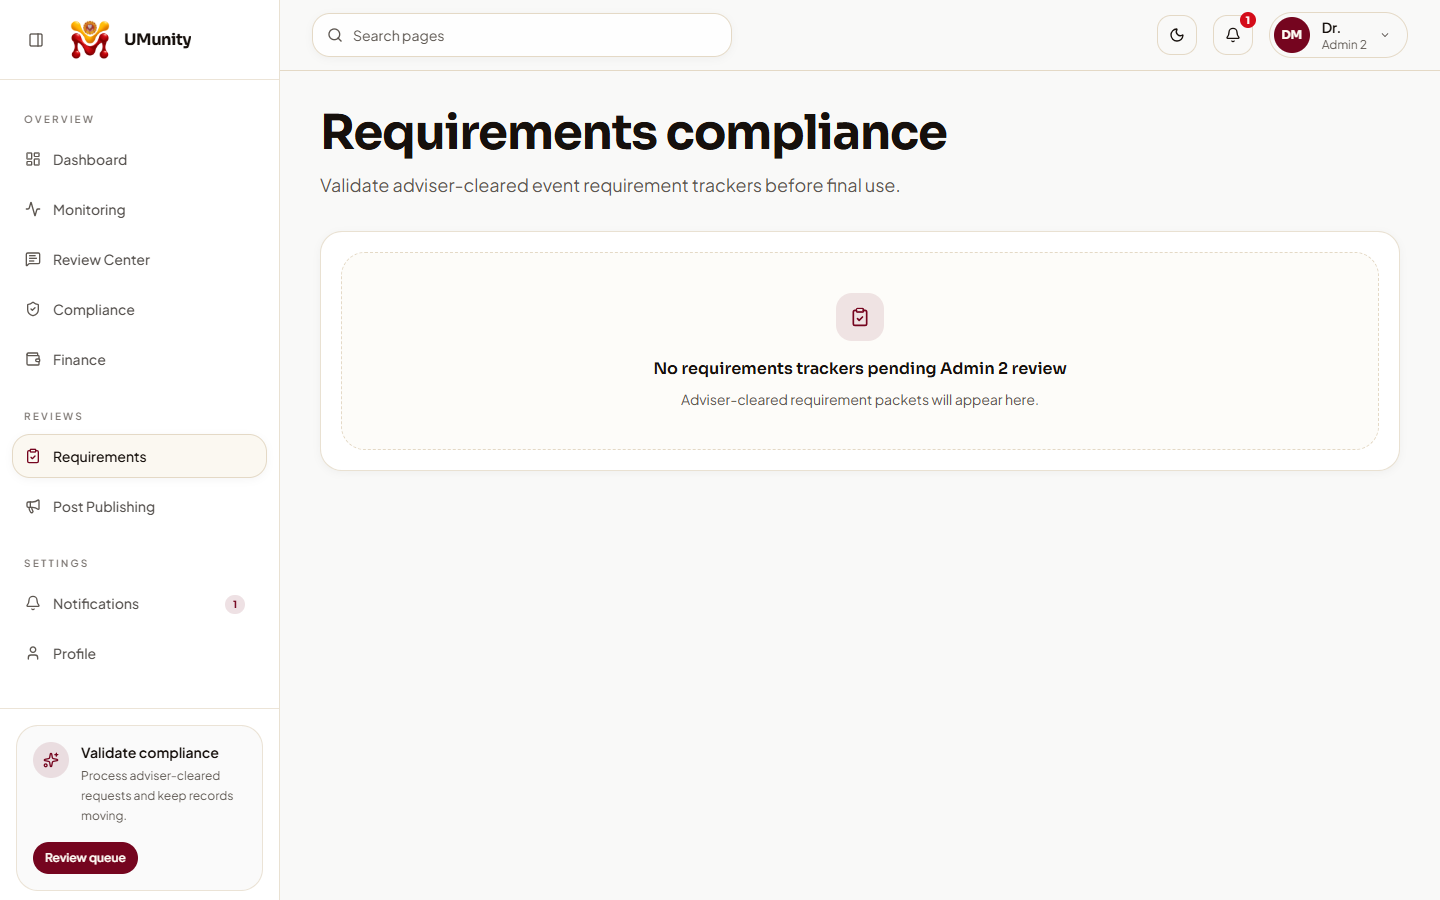 UMunity
Search pages
1
DM
Dr.
Admin 2
OVERVIEW
Dashboard
Monitoring
Review Center
Compliance
Finance
REVIEWS
Requirements
Post Publishing
SETTINGS
Notifications
1
Profile
Validate compliance
Process adviser-cleared
requests and keep records
moving.
Review queue
Requirements compliance
Validate adviser-cleared event requirement trackers before final use.
No requirements trackers pending Admin 2 review
Adviser-cleared requirement packets will appear here.